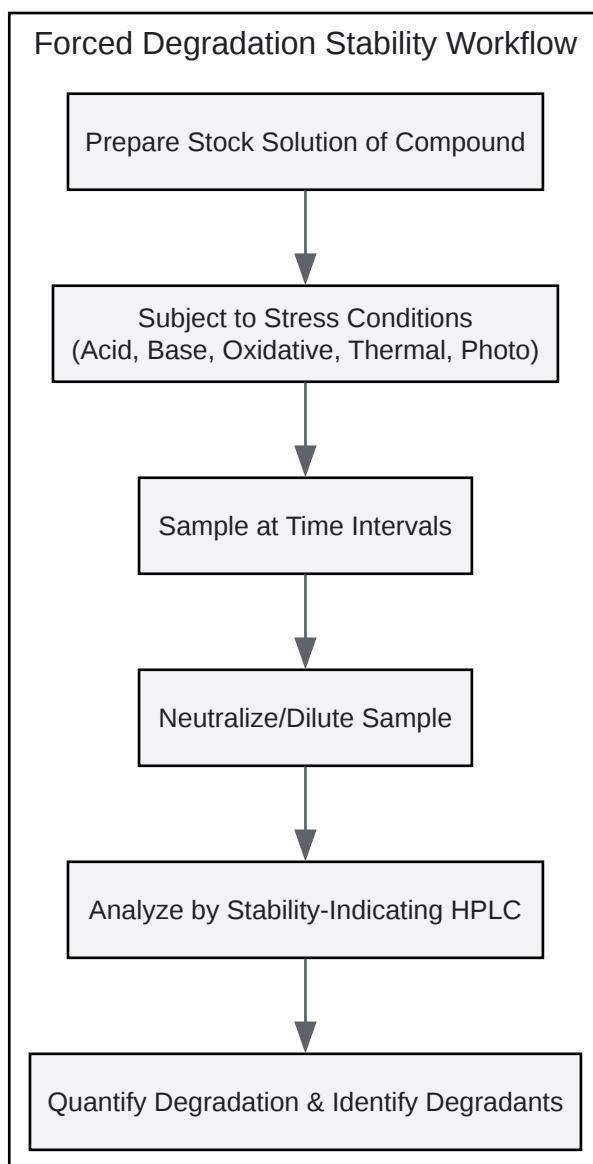 Forced Degradation Stability Workflow
Prepare Stock Solution of Compound
Subject to Stress Conditions
(Acid, Base, Oxidative, Thermal, Photo)
Sample at Time Intervals
Neutralize/Dilute Sample
Analyze by Stability-Indicating HPLC
Quantify Degradation & Identify Degradants